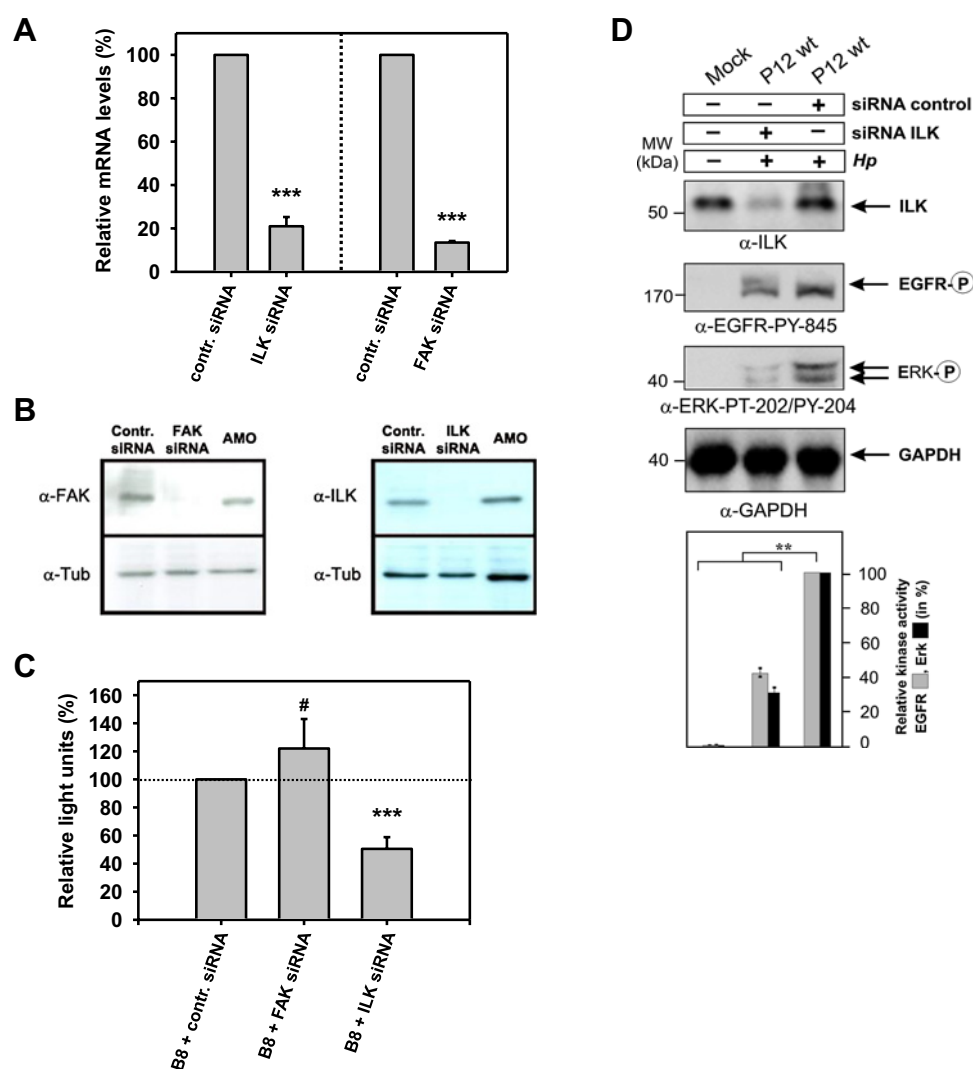 A
Relative mRNA levels (%)
100
80
60
40
20
0
***
***
contr. siRNA
ILK siRNA
contr. siRNA
FAK siRNA
B
Contr. siRNA
FAK siRNA
AMO
α-FAK
α-Tub
Contr. siRNA
ILK siRNA
AMO
α-ILK
α-Tub
C
Relative light units (%)
160
140
120
100
80
60
40
20
0
#
***
B8 + contr. siRNA
B8 + FAK siRNA
B8 + ILK siRNA
D
Mock
P12 wt
P12 wt
– – + siRNA control
– + – siRNA ILK
– + + Hp
MW
(kDa)
50
ILK
α-ILK
170
EGFR-P
α-EGFR-PY-845
40
ERK-P
α-ERK-PT-202/PY-204
40
GAPDH
α-GAPDH
**
100
80
60
40
20
0
Relative kinase activity
EGFR , Erk (in %)